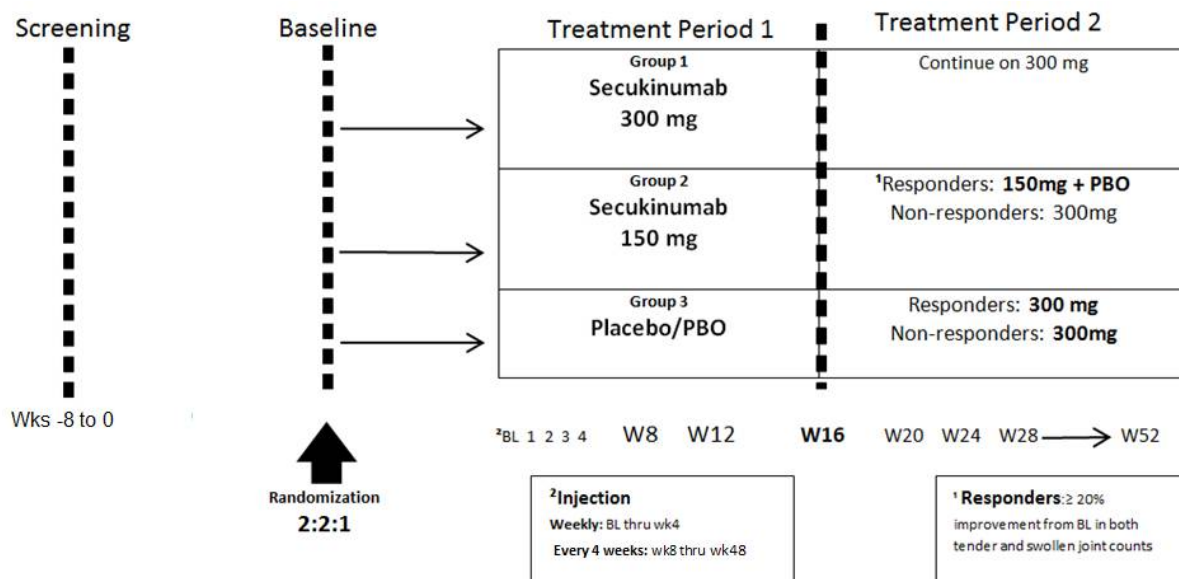 Screening
Baseline
Treatment Period 1
Treatment Period 2
Group 1
Secukinumab
300 mg
Continue on 300 mg
Group 2
Secukinumab
150 mg
¹Responders: 150mg + PBO
Non-responders: 300mg
Group 3
Placebo/PBO
Responders: 300 mg
Non-responders: 300mg
Wks -8 to 0
²BL 1 2 3 4 W8 W12 W16 W20 W24 W28 W52
Randomization
2:2:1
²Injection
Weekly: BL thru wk4
Every 4 weeks: wk8 thru wk48
¹ Responders:≥ 20%
improvement from BL in both
tender and swollen joint counts